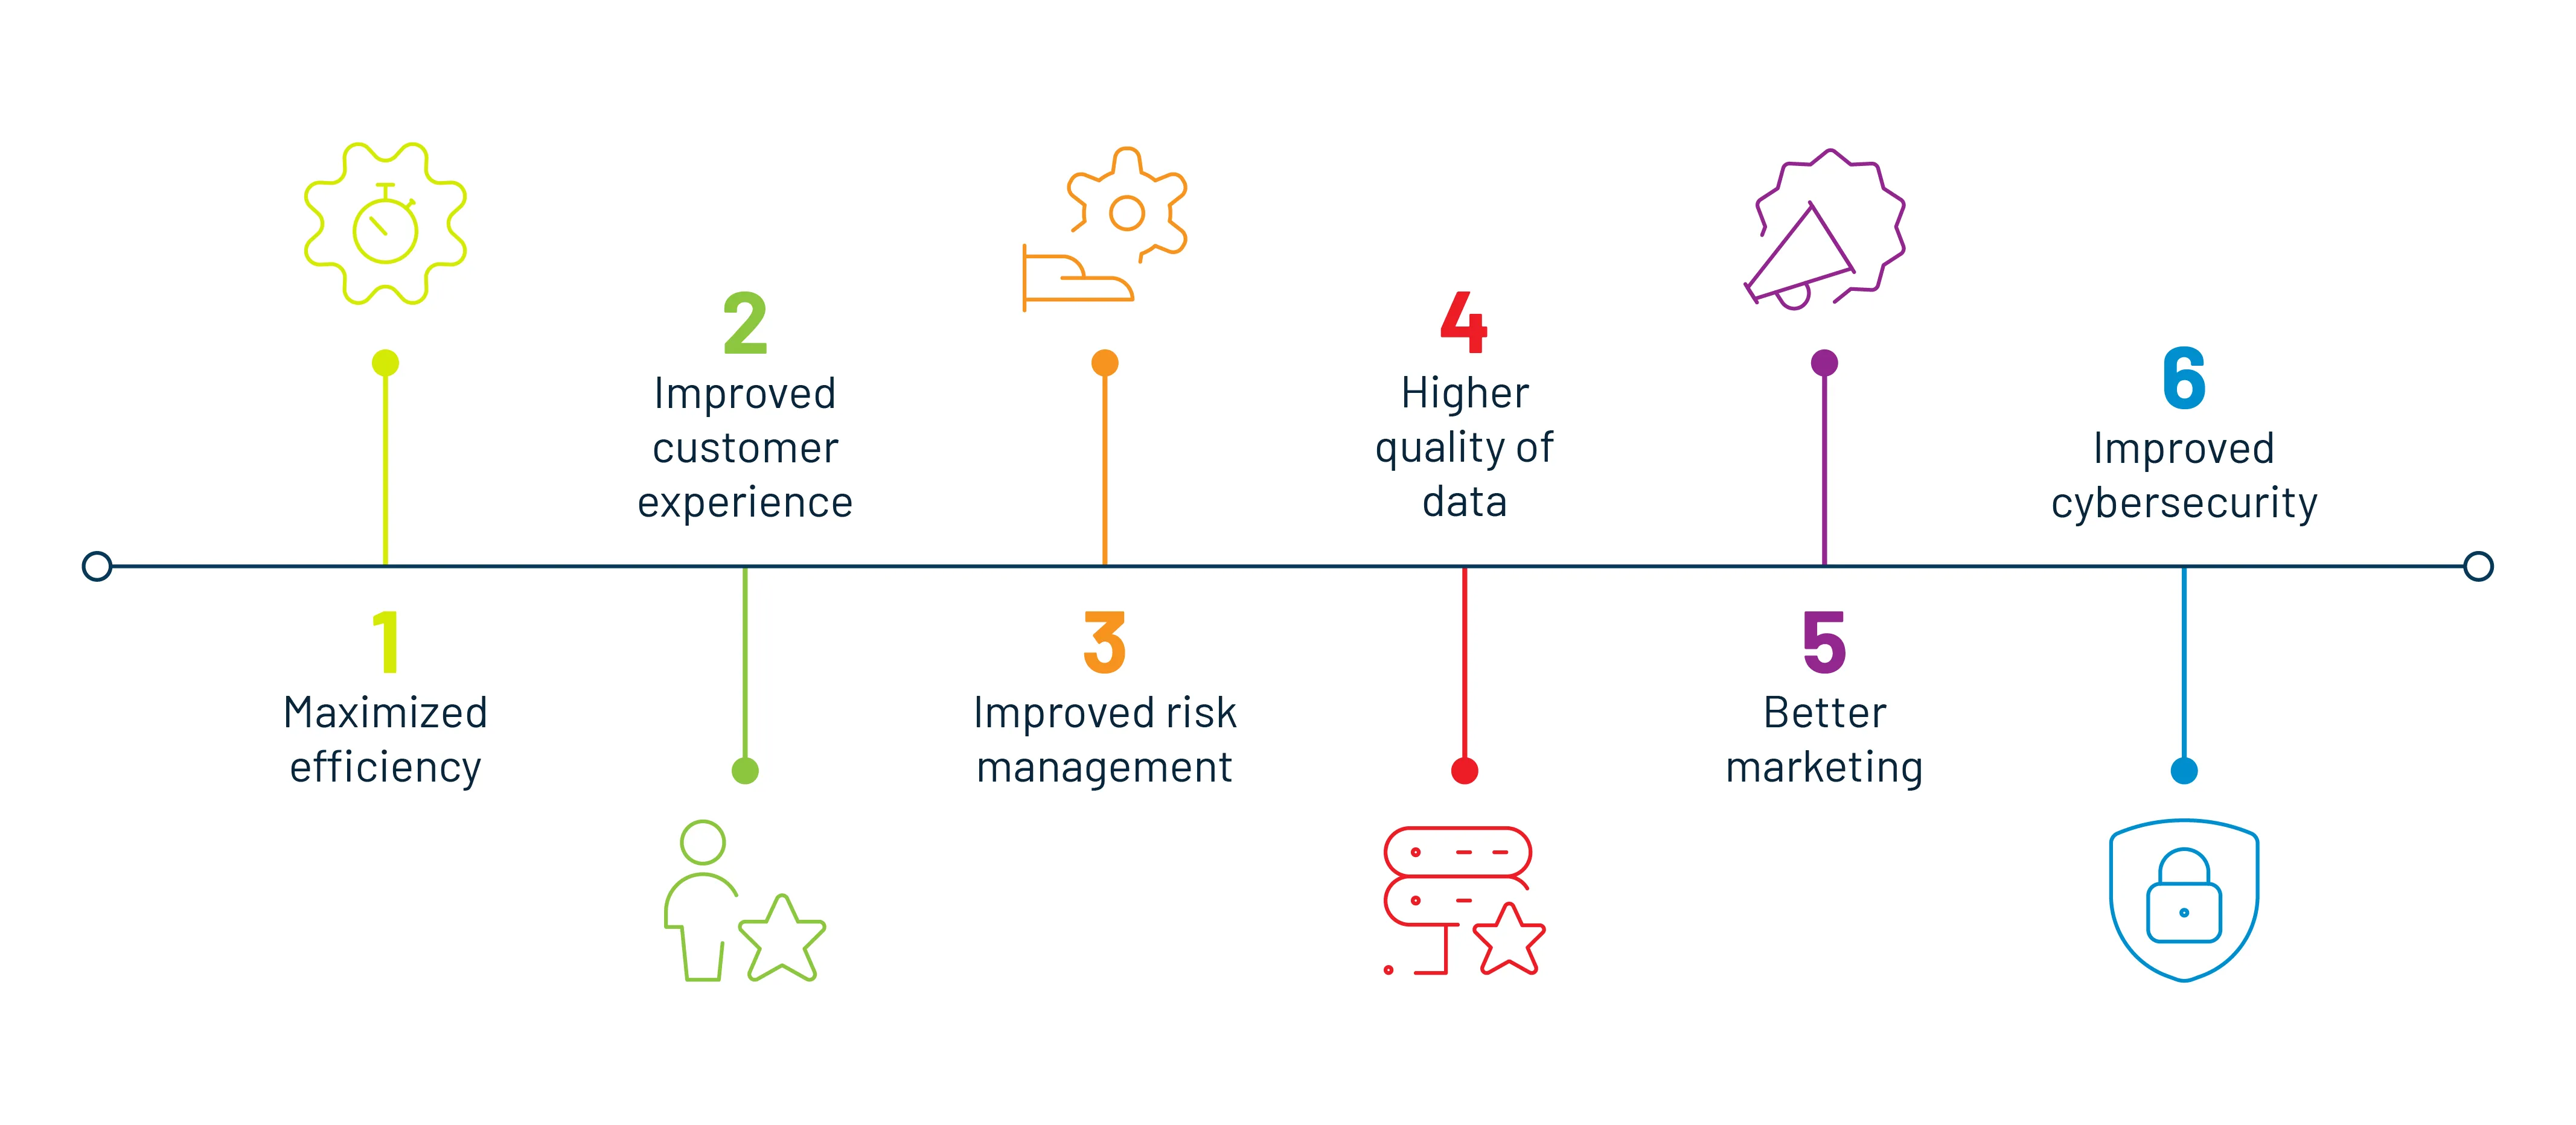 1
Maximized
efficiency
2
Improved
customer
experience
3
Improved risk
management
4
Higher
quality of
data
5
Better
marketing
6
Improved
cybersecurity